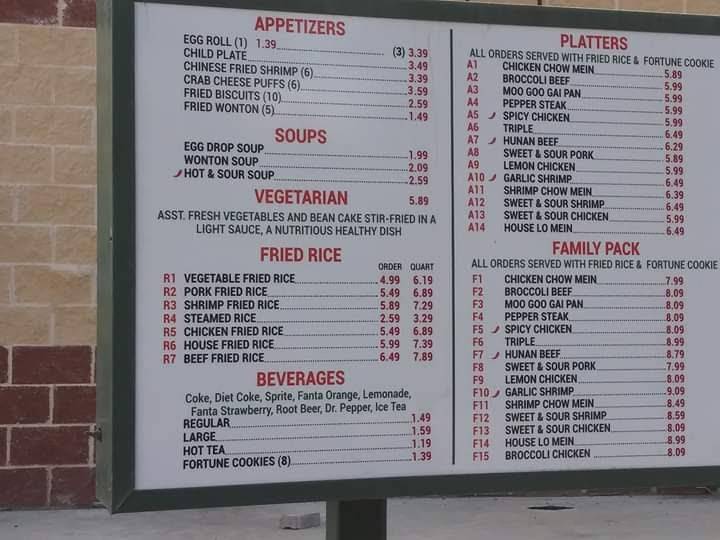 APPETIZERS
EGG ROLL (1) 1.39 (3) 3.39
CHILD PLATE 3.49
CHINESE FRIED SHRIMP (6) 3.39
CRAB CHEESE PUFFS (6) 3.59
FRIED BISCUITS (10) 2.59
FRIED WONTON (5) 1.49
SOUPS
EGG DROP SOUP 1.99
WONTON SOUP 2.09
HOT & SOUR SOUP 2.59
VEGETARIAN 5.89
ASST. FRESH VEGETABLES AND BEAN CAKE STIR-FRIED IN A
LIGHT SAUCE, A NUTRITIOUS HEALTHY DISH
FRIED RICE
ORDER QUART
R1 VEGETABLE FRIED RICE 4.99 6.19
R2 PORK FRIED RICE 5.49 6.89
R3 SHRIMP FRIED RICE 5.89 7.29
R4 STEAMED RICE 2.59 3.29
R5 CHICKEN FRIED RICE 5.49 6.89
R6 HOUSE FRIED RICE 5.99 7.39
R7 BEEF FRIED RICE 6.49 7.89
BEVERAGES
Coke, Diet Coke, Sprite, Fanta Orange, Lemonade,
Fanta Strawberry, Root Beer, Dr. Pepper, Ice Tea
REGULAR 1.49
LARGE 1.59
HOT TEA 1.19
FORTUNE COOKIES (8) 1.39
PLATTERS
ALL ORDERS SERVED WITH FRIED RICE & FORTUNE COOKIE
A1 CHICKEN CHOW MEIN 5.89
A2 BROCCOLI BEEF 5.99
A3 MOO GOO GAI PAN 5.99
A4 PEPPER STEAK 5.99
A5 SPICY CHICKEN 5.99
A6 TRIPLE 6.49
A7 HUNAN BEEF 6.29
A8 SWEET & SOUR PORK 5.89
A9 LEMON CHICKEN 5.99
A10 GARLIC SHRIMP 6.49
A11 SHRIMP CHOW MEIN 6.39
A12 SWEET & SOUR SHRIMP 6.49
A13 SWEET & SOUR CHICKEN 5.99
A14 HOUSE LO MEIN 6.49
FAMILY PACK
ALL ORDERS SERVED WITH FRIED RICE & FORTUNE COOKIE
F1 CHICKEN CHOW MEIN 7.99
F2 BROCCOLI BEEF 8.09
F3 MOO GOO GAI PAN 8.09
F4 PEPPER STEAK 8.09
F5 SPICY CHICKEN 8.09
F6 TRIPLE 8.99
F7 HUNAN BEEF 8.79
F8 SWEET & SOUR PORK 7.99
F9 LEMON CHICKEN 8.09
F10 GARLIC SHRIMP 9.09
F11 SHRIMP CHOW MEIN 8.49
F12 SWEET & SOUR SHRIMP 8.59
F13 SWEET & SOUR CHICKEN 8.09
F14 HOUSE LO MEIN 8.99
F15 BROCCOLI CHICKEN 8.09